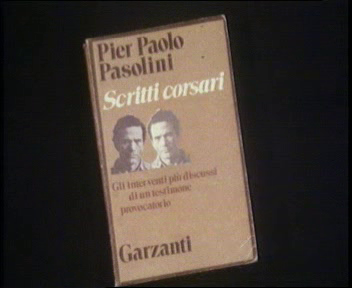 Pier Paolo
Pasolini
Scritti corsari
Gli interventi più discussi
di un testimone
provocatorio
Garzanti